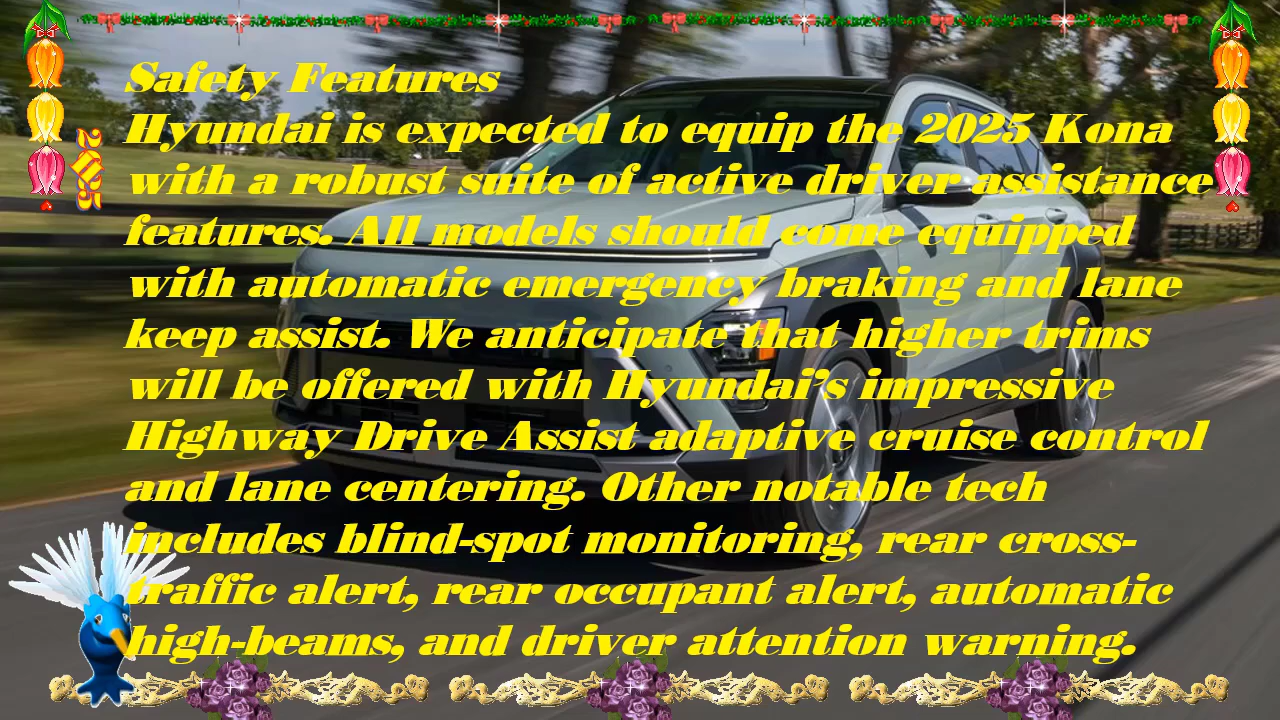 Safety Features
Hyundai is expected to equip the 2025 Kona
with a robust suite of active driver assistance
features. All models should come equipped
with automatic emergency braking and lane
keep assist. We anticipate that higher trims
will be offered with Hyundai’s impressive
Highway Drive Assist adaptive cruise control
and lane centering. Other notable tech
includes blind-spot monitoring, rear cross-
traffic alert, rear occupant alert, automatic
high-beams, and driver attention warning.